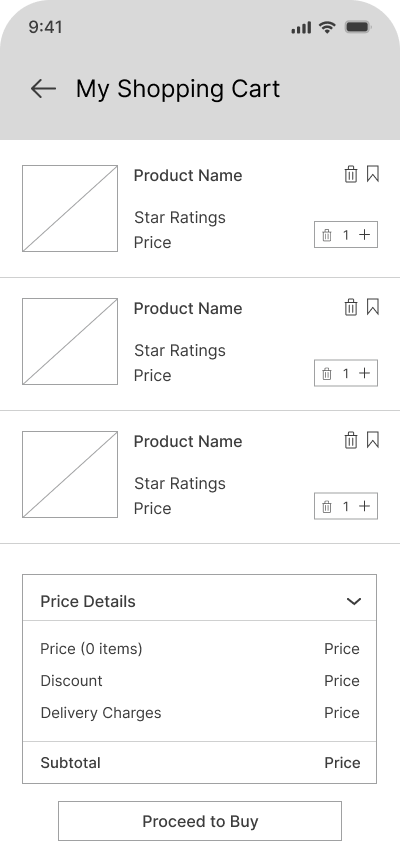 9:41
My Shopping Cart
Product Name
Star Ratings
Price
1
Product Name
Star Ratings
Price
1
Product Name
Star Ratings
Price
1
Price Details
Price (0 items) Price
Discount Price
Delivery Charges Price
Subtotal Price
Proceed to Buy